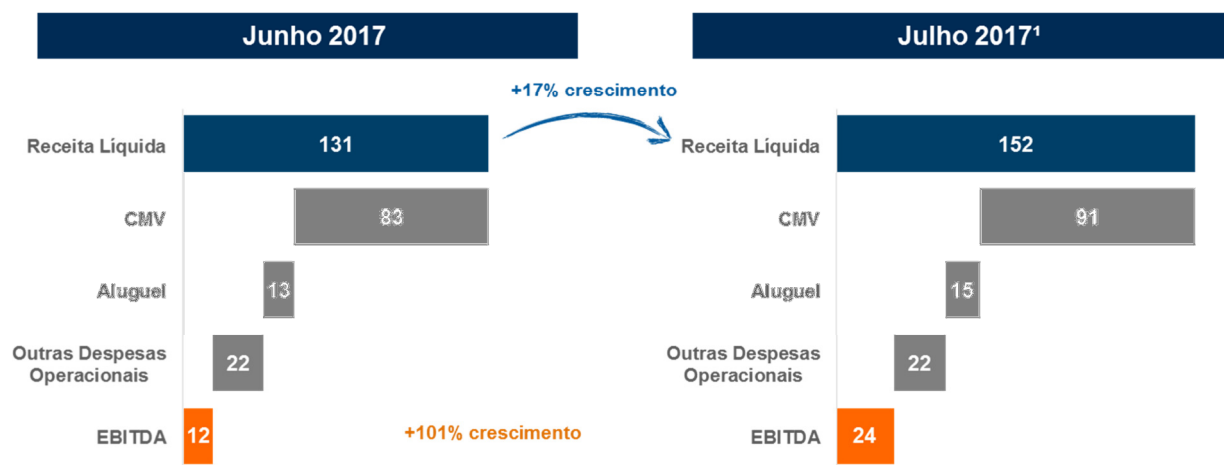 Junho 2017
Julho 2017¹
+17% crescimento
Receita Líquida
131
Receita Líquida
152
CMV
83
CMV
91
Aluguel
13
Aluguel
15
Outras Despesas
Operacionais
22
Outras Despesas
Operacionais
22
EBITDA
12
+101% crescimento
EBITDA
24